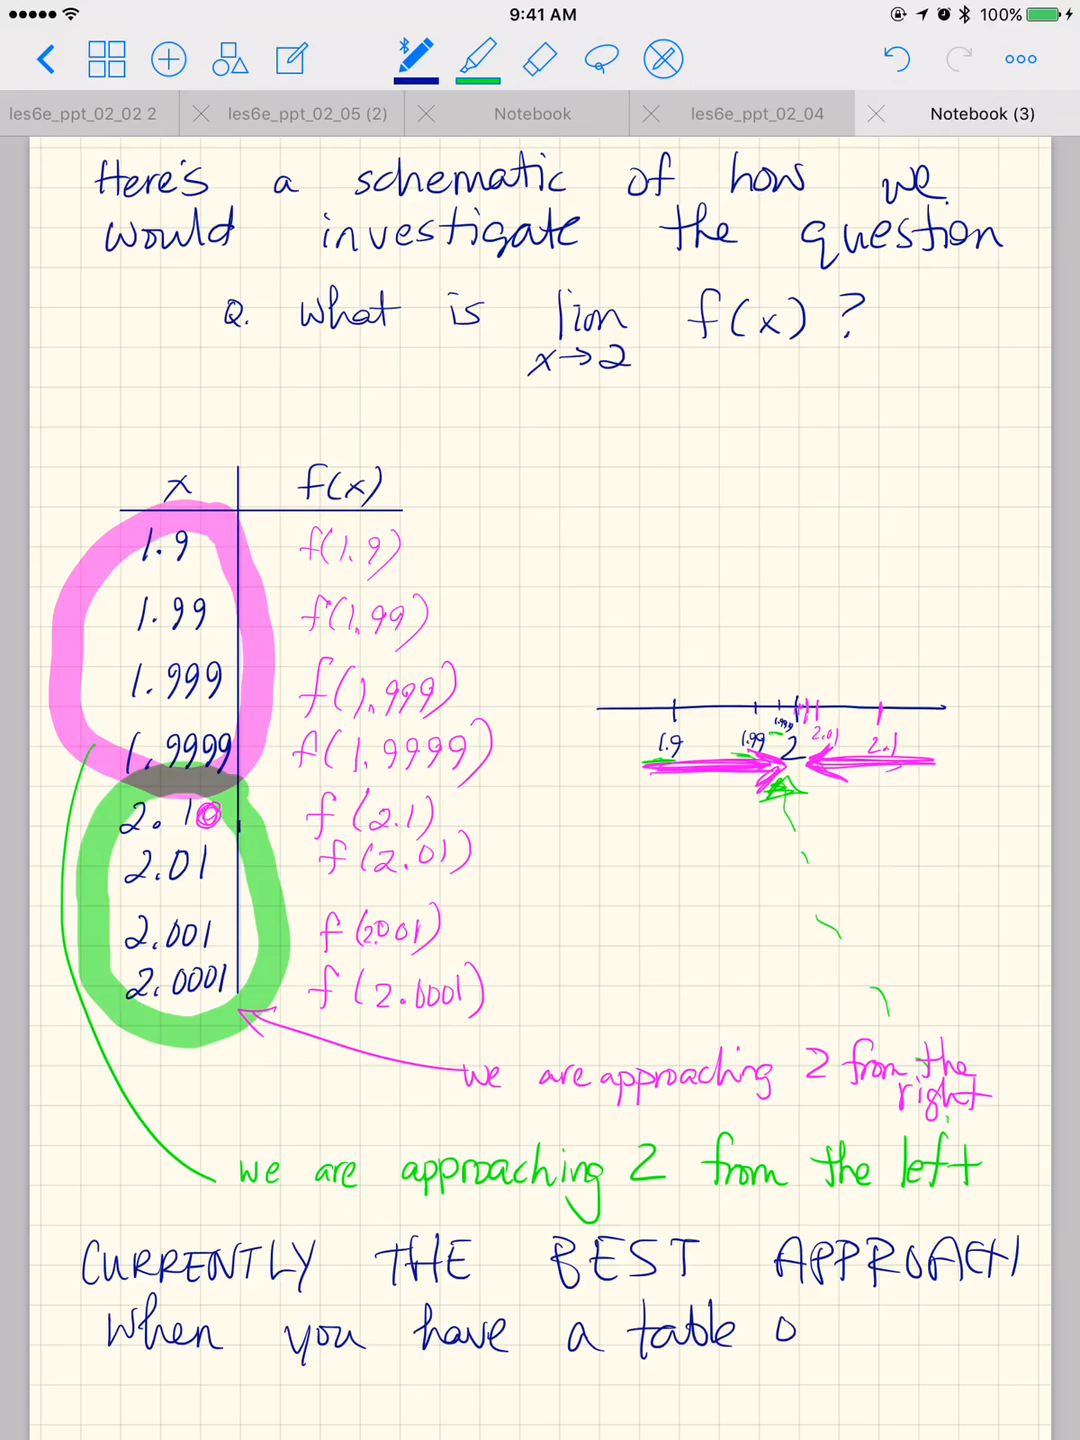 9:41 AM
100%
les6e_ppt_02_02 2
les6e_ppt_02_05 (2)
Notebook
les6e_ppt_02_04
Notebook (3)
Here's a schematic of how we
would investigate the question
Q. what is lim f(x) ?
x→2
x f(x)
1.9 f(1.9)
1.99 f(1.99)
1.999 f(1.999)
1.9999 f(1.9999)
2.10 f(2.1)
2.01 f(2.01)
2.001 f(2.001)
2.0001 f(2.0001)
1.9 1.99 1.999 2 2.01 2.1
we are approaching 2 from the
right
we are approaching 2 from the left
CURRENTLY THE BEST APPROACH
when you have a table o